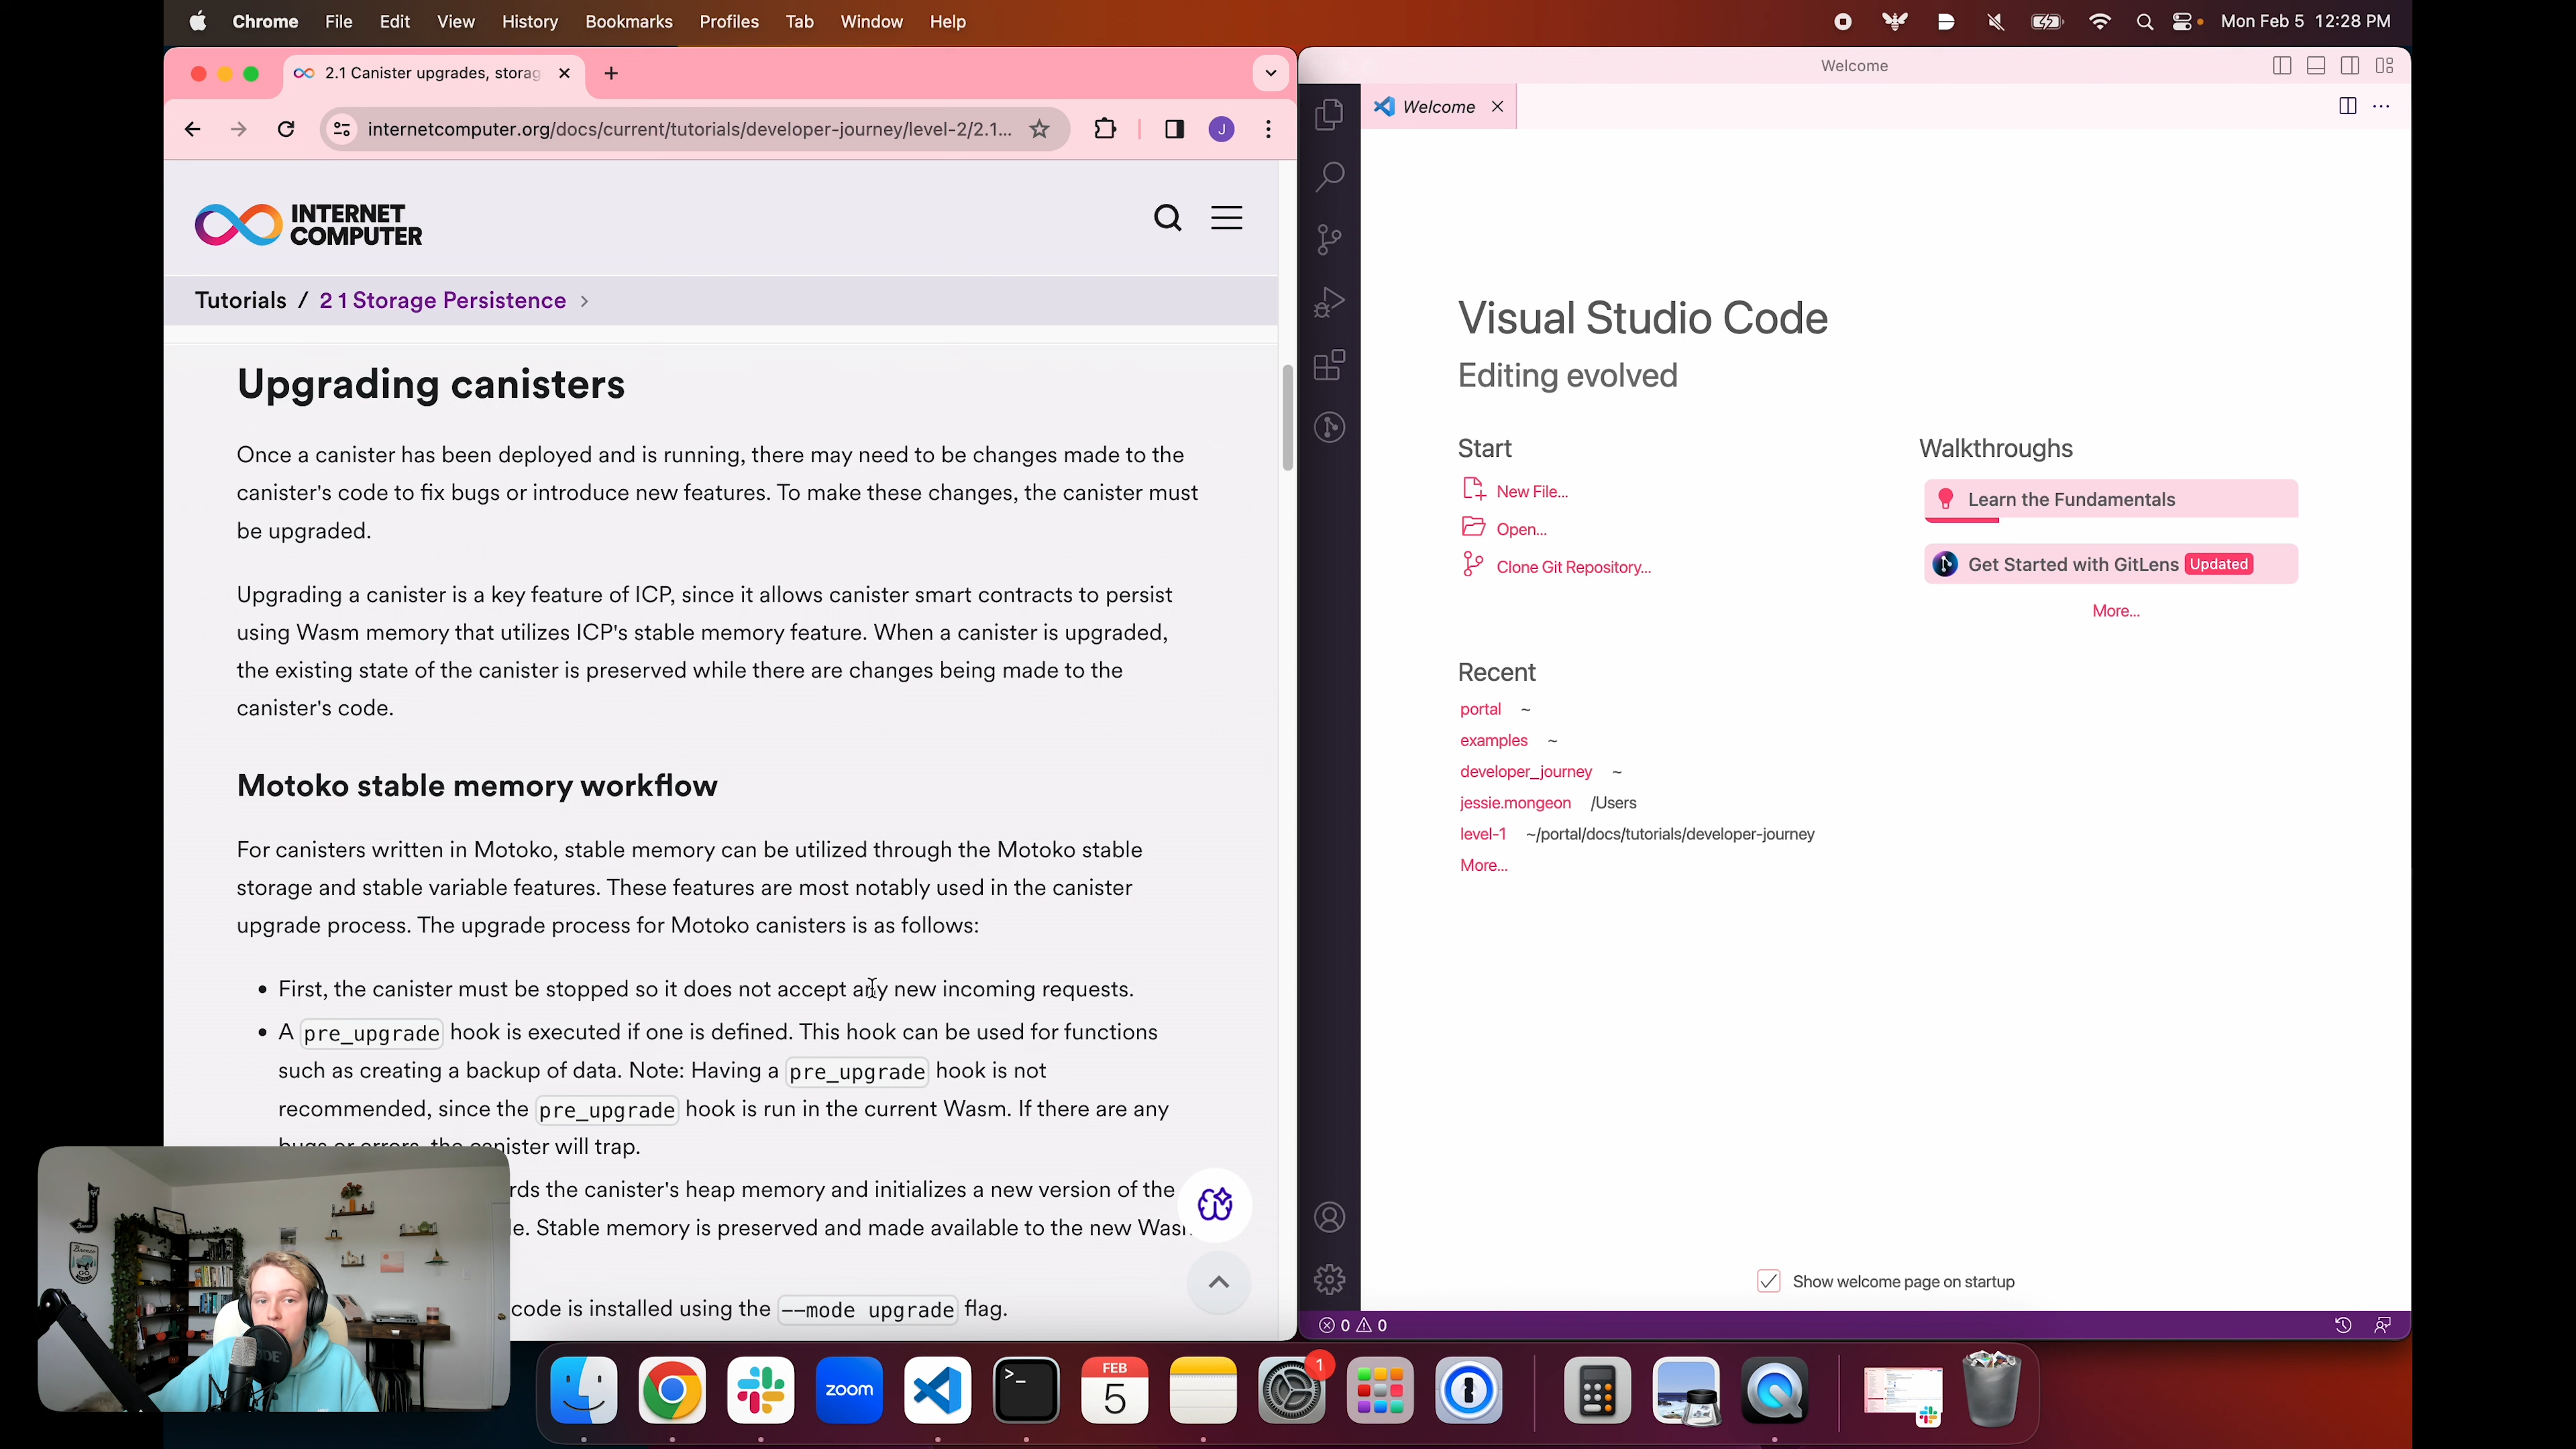 Chrome File Edit View History Bookmarks Profiles Tab Window Help
Mon Feb 5 12:28 PM
2.1 Canister upgrades, storag
internetcomputer.org/docs/current/tutorials/developer-journey/level-2/2.1...
J
INTERNET
COMPUTER
Tutorials / 2 1 Storage Persistence
Upgrading canisters
Once a canister has been deployed and is running, there may need to be changes made to the
canister's code to fix bugs or introduce new features. To make these changes, the canister must
be upgraded.
Upgrading a canister is a key feature of ICP, since it allows canister smart contracts to persist
using Wasm memory that utilizes ICP's stable memory feature. When a canister is upgraded,
the existing state of the canister is preserved while there are changes being made to the
canister's code.
Motoko stable memory workflow
For canisters written in Motoko, stable memory can be utilized through the Motoko stable
storage and stable variable features. These features are most notably used in the canister
upgrade process. The upgrade process for Motoko canisters is as follows:
• First, the canister must be stopped so it does not accept any new incoming requests.
• A pre_upgrade hook is executed if one is defined. This hook can be used for functions
such as creating a backup of data. Note: Having a pre_upgrade hook is not
recommended, since the pre_upgrade hook is run in the current Wasm. If there are any
bugs or errors, the canister will trap.
rds the canister's heap memory and initializes a new version of the
e. Stable memory is preserved and made available to the new Was
code is installed using the --mode upgrade flag.
Welcome
Welcome
Visual Studio Code
Editing evolved
Start
New File...
Open...
Clone Git Repository...
Walkthroughs
Learn the Fundamentals
Get Started with GitLens Updated
More...
Recent
portal ~
examples ~
developer_journey ~
jessie.mongeon /Users
level-1 ~/portal/docs/tutorials/developer-journey
More...
Show welcome page on startup
0 0
zoom
>_
FEB
5
1